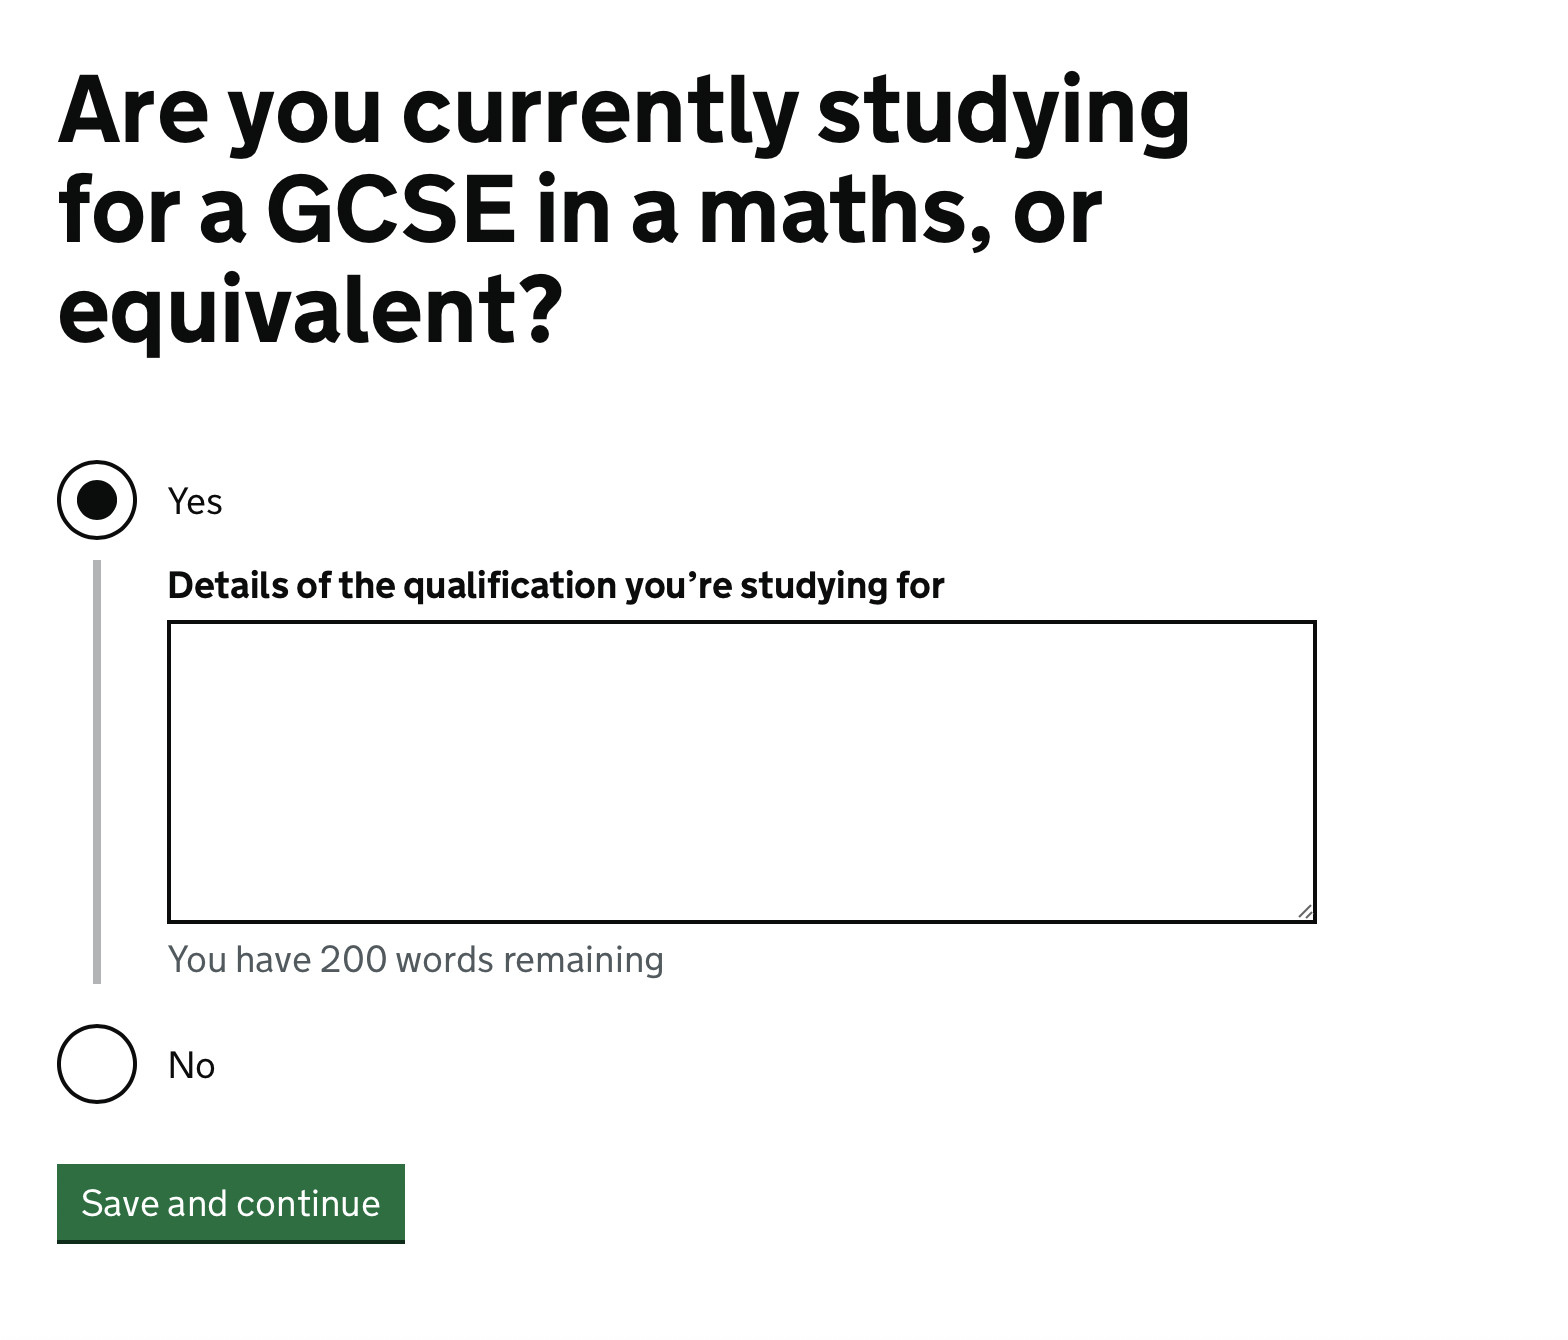 Are you currently studying
for a GCSE in a maths, or
equivalent?
Yes
Details of the qualification you’re studying for
You have 200 words remaining
No
Save and continue